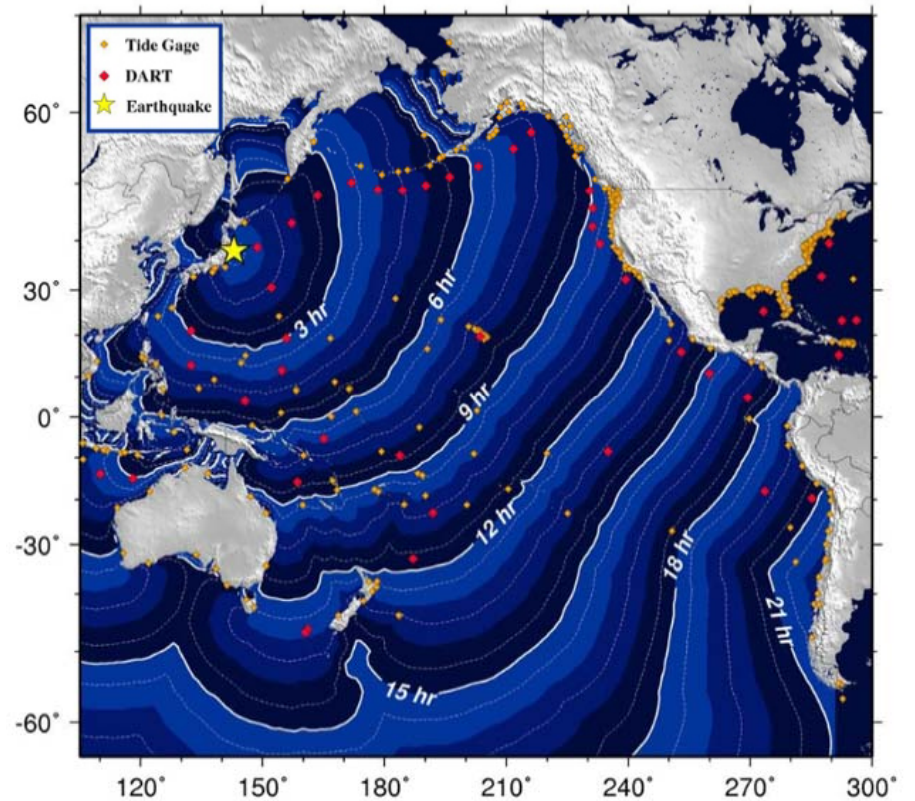 Tide Gage
DART
Earthquake
60°
30°
0°
-30°
-60°
3 hr
6 hr
9 hr
12 hr
15 hr
18 hr
21 hr
120° 150° 180° 210° 240° 270° 300°